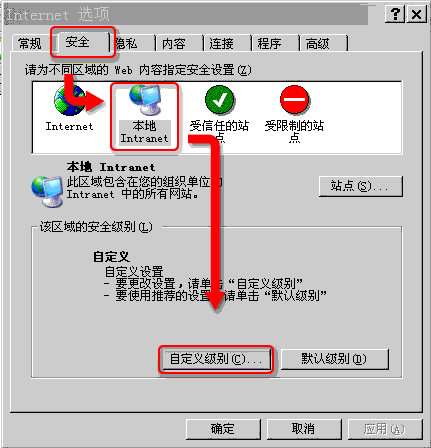 Internet 选项
常规 安全 隐私 内容 连接 程序 高级
请为不同区域的 Web 内容指定安全设置(Z)
Internet
本地
Intranet
受信任的站
点
受限制的站
点
本地 Intranet
此区域包含在您的组织单位的
Intranet 中的所有网站。
站点(S)...
该区域的安全级别(L)
自定义
自定义设置
- 要更改设置，请单击“自定义级别”
- 要使用推荐的设置，请单击“默认级别”
自定义级别(C)...
默认级别(D)
确定
取消
应用(A)